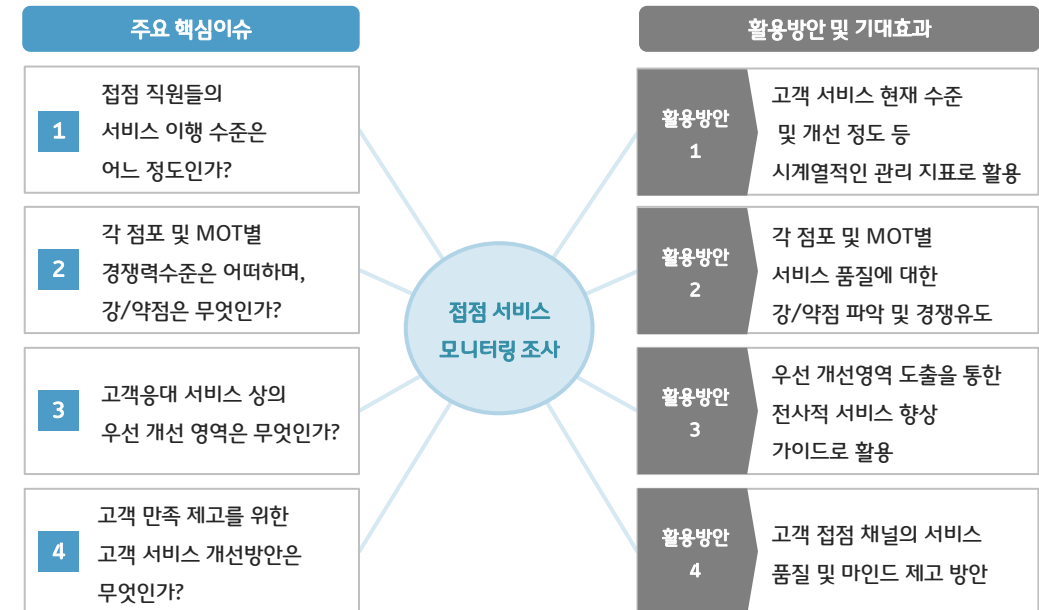 주요 핵심이슈
1
접점 직원들의
서비스 이행 수준은
어느 정도인가?
2
각 점포 및 MOT별
경쟁력수준은 어떠하며,
강/약점은 무엇인가?
3
고객응대 서비스 상의
우선 개선 영역은 무엇인가?
4
고객 만족 제고를 위한
고객 서비스 개선방안은
무엇인가?
접점 서비스
모니터링 조사
활용방안 및 기대효과
활용방안
1
고객 서비스 현재 수준
및 개선 정도 등
시계열적인 관리 지표로 활용
활용방안
2
각 점포 및 MOT별
서비스 품질에 대한
강/약점 파악 및 경쟁유도
활용방안
3
우선 개선영역 도출을 통한
전사적 서비스 향상
가이드로 활용
활용방안
4
고객 접점 채널의 서비스
품질 및 마인드 제고 방안